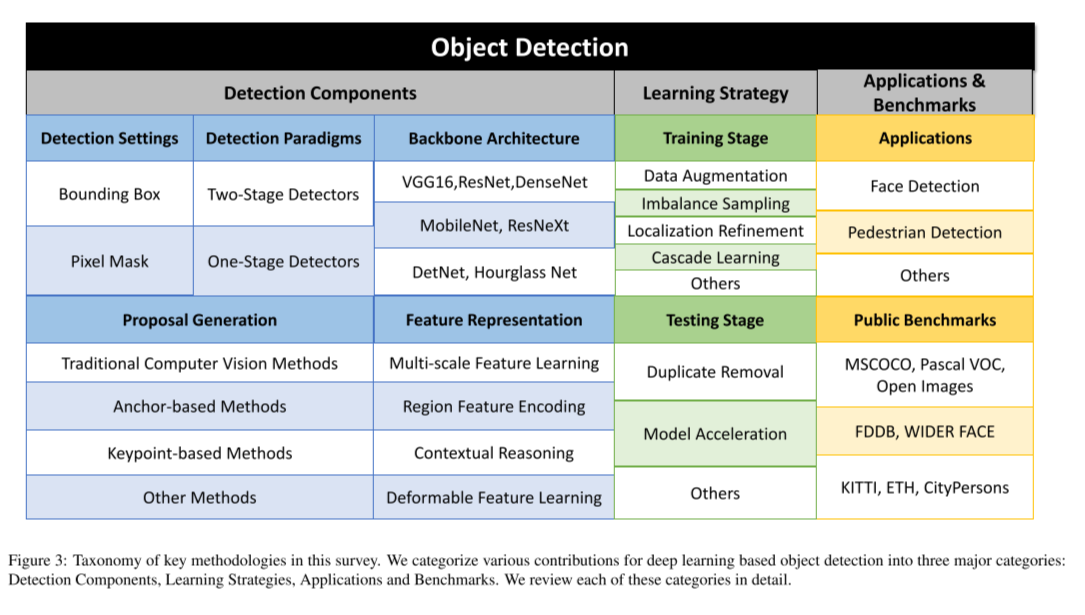 Object Detection
Detection Components
Learning Strategy
Applications &
Benchmarks
Detection Settings
Detection Paradigms
Backbone Architecture
Training Stage
Applications
Bounding Box
Two-Stage Detectors
VGG16,ResNet,DenseNet
Data Augmentation
Face Detection
Imbalance Sampling
MobileNet, ResNeXt
Localization Refinement
Pedestrian Detection
Pixel Mask
One-Stage Detectors
Cascade Learning
DetNet, Hourglass Net
Others
Others
Proposal Generation
Feature Representation
Testing Stage
Public Benchmarks
Traditional Computer Vision Methods
Multi-scale Feature Learning
Duplicate Removal
MSCOCO, Pascal VOC,
Open Images
Anchor-based Methods
Region Feature Encoding
Model Acceleration
FDDB, WIDER FACE
Keypoint-based Methods
Contextual Reasoning
Other Methods
Deformable Feature Learning
Others
KITTI, ETH, CityPersons
Figure 3: Taxonomy of key methodologies in this survey. We categorize various contributions for deep learning based object detection into three major categories:
Detection Components, Learning Strategies, Applications and Benchmarks. We review each of these categories in detail.